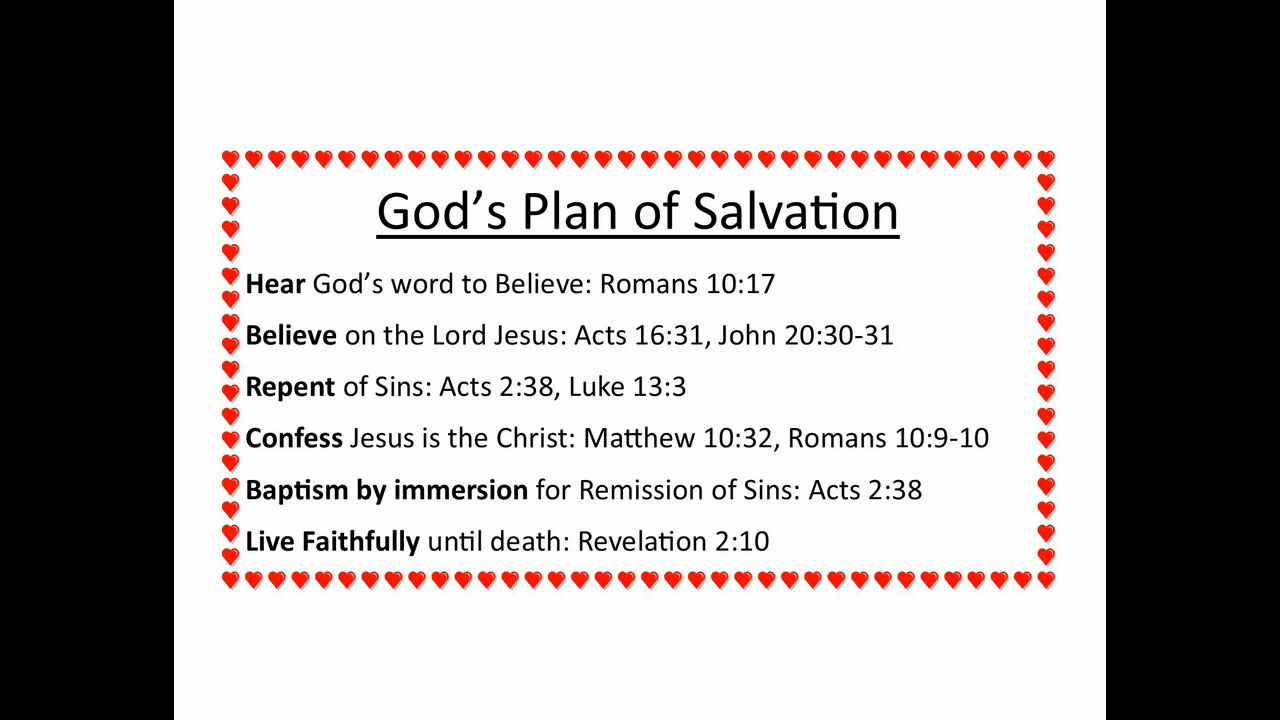 God’s Plan of Salvation
Hear God’s word to Believe: Romans 10:17
Believe on the Lord Jesus: Acts 16:31, John 20:30-31
Repent of Sins: Acts 2:38, Luke 13:3
Confess Jesus is the Christ: Matthew 10:32, Romans 10:9-10
Baptism by immersion for Remission of Sins: Acts 2:38
Live Faithfully until death: Revelation 2:10